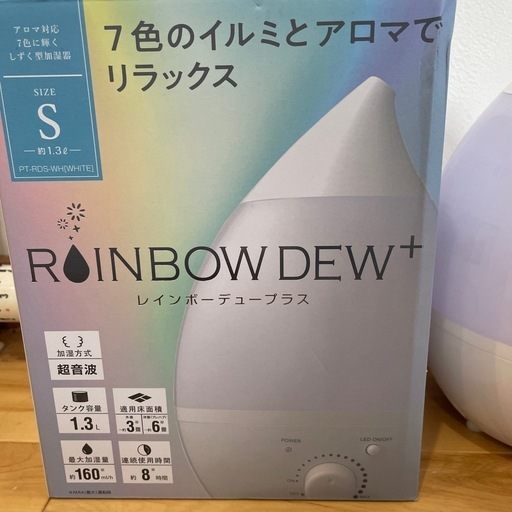 アロマ対応
7色に輝く
しずく型加湿器
SIZE
S
約1.3ℓ
PT-RDS-WH[WHITE]
7色のイルミとアロマで
リラックス
RAINBOW DEW+
レインボーデュープラス
加湿方式
超音波
タンク容量
1.3L
適用床面積
約3畳
約6畳
最大加湿量
約160ml/h
連続使用時間
約8時間
POWER
LED ON/OFF